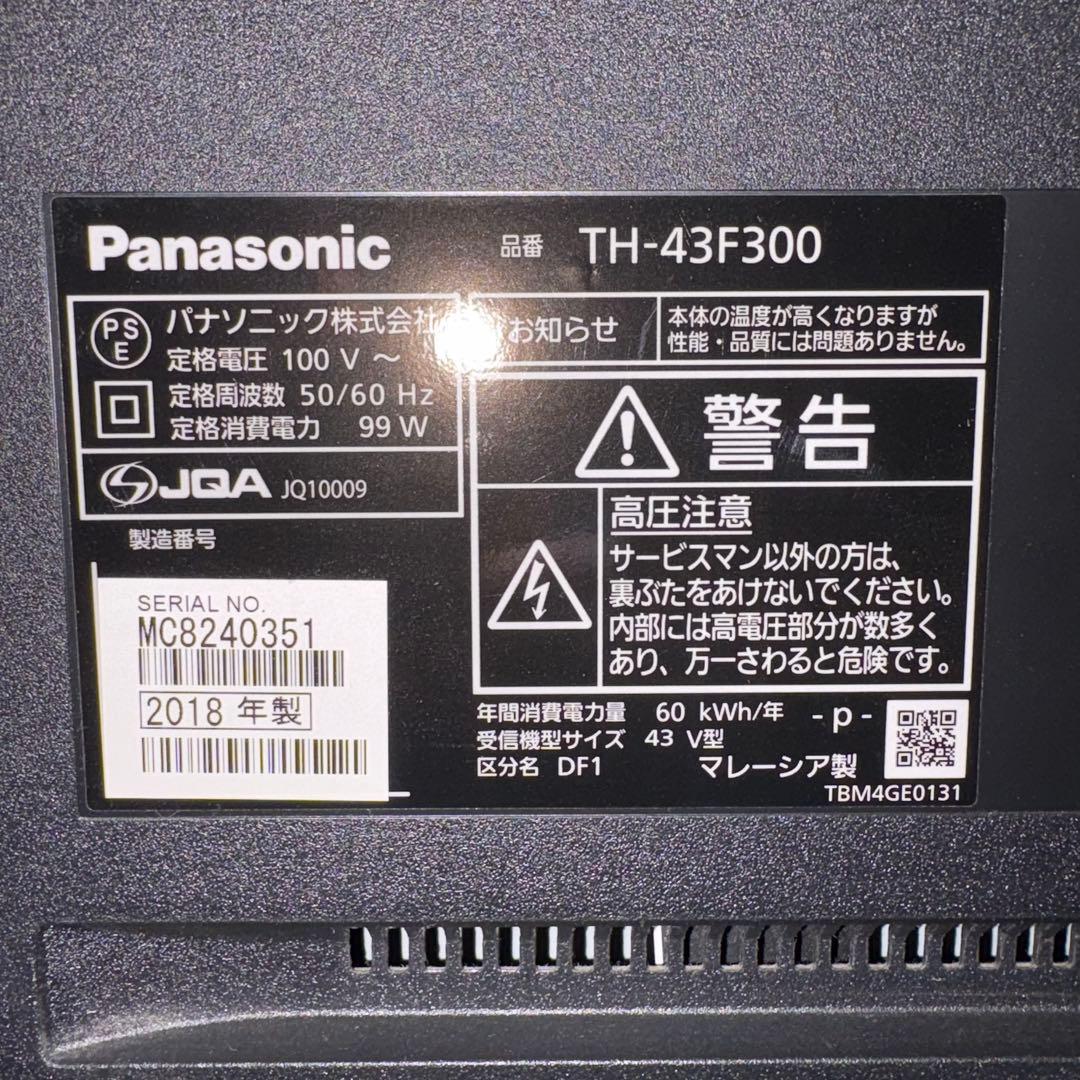 Panasonic
品番 TH-43F300
PS
E
パナソニック株式会社
定格電圧 100 V ～
定格周波数 50/60 Hz
定格消費電力 99 W
JQA JQ10009
製造番号
SERIAL NO.
MC8240351
2018 年製
お知らせ
本体の温度が高くなりますが
性能・品質には問題ありません。
警告
高圧注意
サービスマン以外の方は、
裏ぶたをあけないでください。
内部には高電圧部分が数多く
あり、万一さわると危険です。
年間消費電力量 60 kWh/年 - p -
受信機型サイズ 43 V型
区分名 DF1 マレーシア製
TBM4GE0131